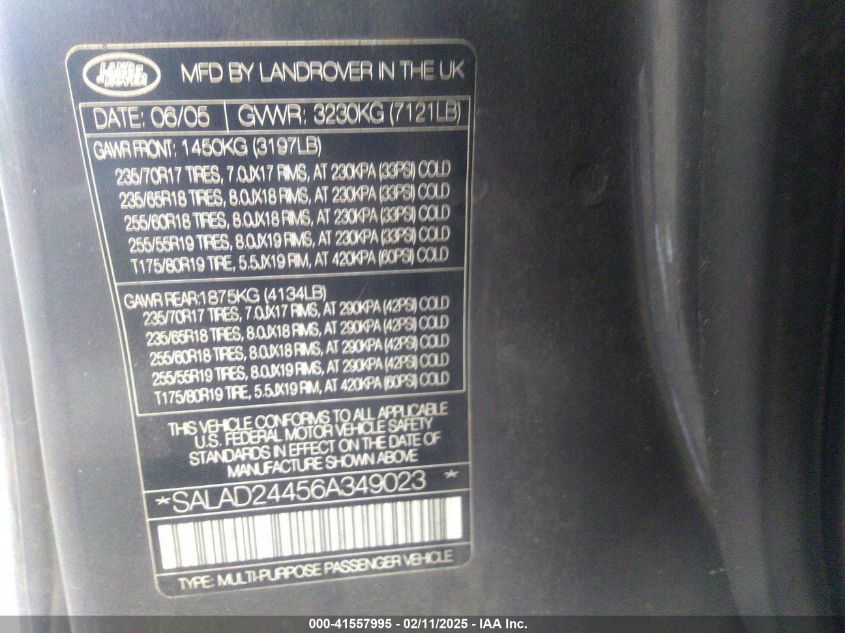 LAND ROVER
MFD BY LANDROVER IN THE UK
DATE: 06/05 GVWR: 3230KG (7121LB)
GAWR FRONT: 1450KG (3197LB)
235/70R17 TIRES, 7.0JX17 RIMS, AT 230KPA (33PSI) COLD
235/65R18 TIRES, 8.0JX18 RIMS, AT 230KPA (33PSI) COLD
255/60R18 TIRES, 8.0JX18 RIMS, AT 230KPA (33PSI) COLD
255/55R19 TIRES, 8.0JX19 RIMS, AT 230KPA (33PSI) COLD
T175/80R19 TIRE, 5.5JX19 RIM, AT 420KPA (60PSI) COLD
GAWR REAR: 1875KG (4134LB)
235/70R17 TIRES, 7.0JX17 RIMS, AT 290KPA (42PSI) COLD
235/65R18 TIRES, 8.0JX18 RIMS, AT 290KPA (42PSI) COLD
255/60R18 TIRES, 8.0JX18 RIMS, AT 290KPA (42PSI) COLD
255/55R19 TIRES, 8.0JX19 RIMS, AT 290KPA (42PSI) COLD
T175/80R19 TIRE, 5.5JX19 RIM, AT 420KPA (60PSI) COLD
THIS VEHICLE CONFORMS TO ALL APPLICABLE
U.S. FEDERAL MOTOR VEHICLE SAFETY
STANDARDS IN EFFECT ON THE DATE OF
MANUFACTURE SHOWN ABOVE
*SALAD24456A349023 *
TYPE: MULTI-PURPOSE PASSENGER VEHICLE
000-41557995 - 02/11/2025 - IAA Inc.